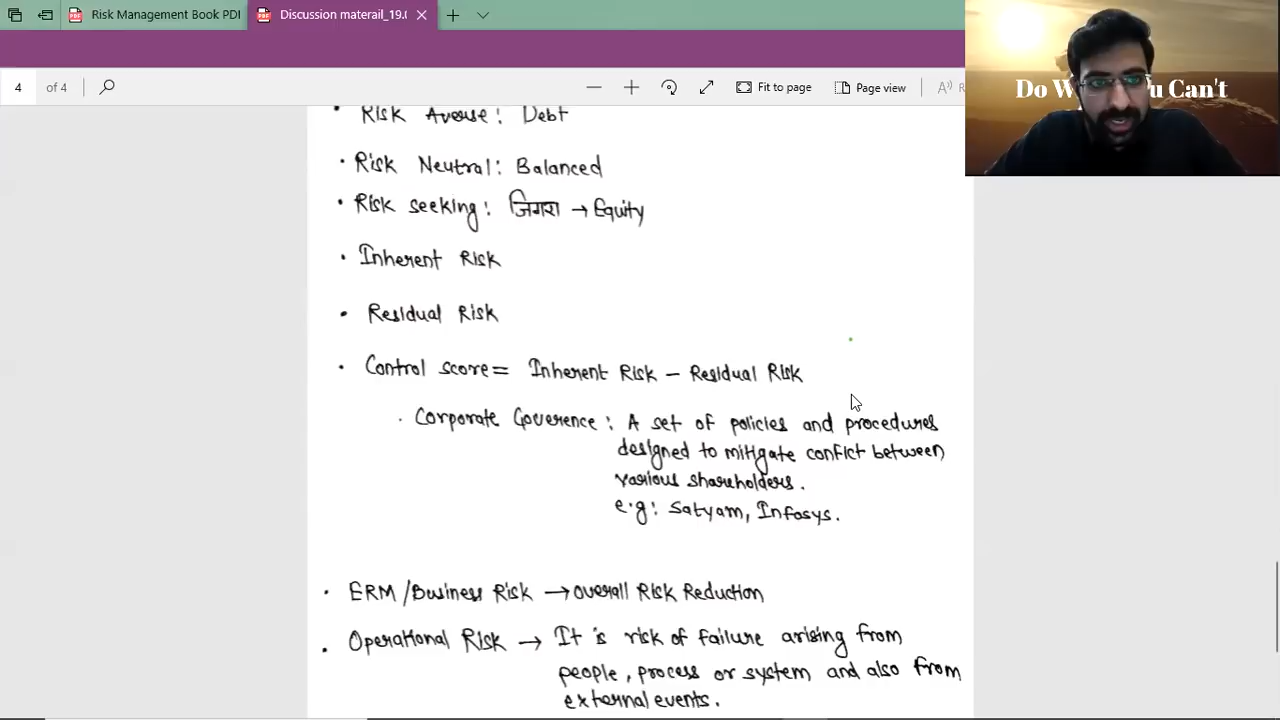 Risk Management Book PDF
Discussion materail_19.0
4 of 4
Fit to page
Page view
Do W u Can't
• Risk Averse: Debt
• Risk Neutral: Balanced
• Risk seeking: जिगरा → Equity
• Inherent Risk
• Residual Risk
• Control score = Inherent Risk – Residual Risk
· Corporate Goverence: A set of policies and procedures
designed to mitigate confict between
various shareholders.
e.g: Satyam, Infosys.
• ERM/Business Risk → Overall Risk Reduction
• Operational Risk → It is risk of failure arising from
people, process or system and also from
external events.